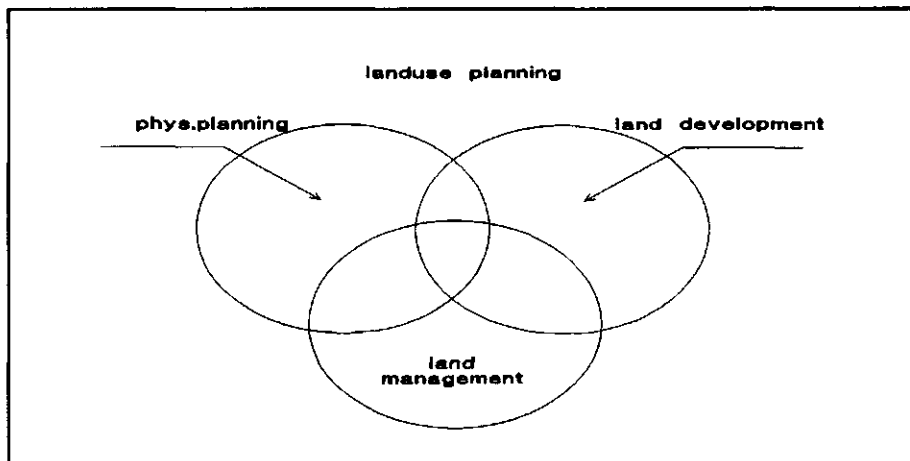 landuse planning
phys.planning
land development
land
management